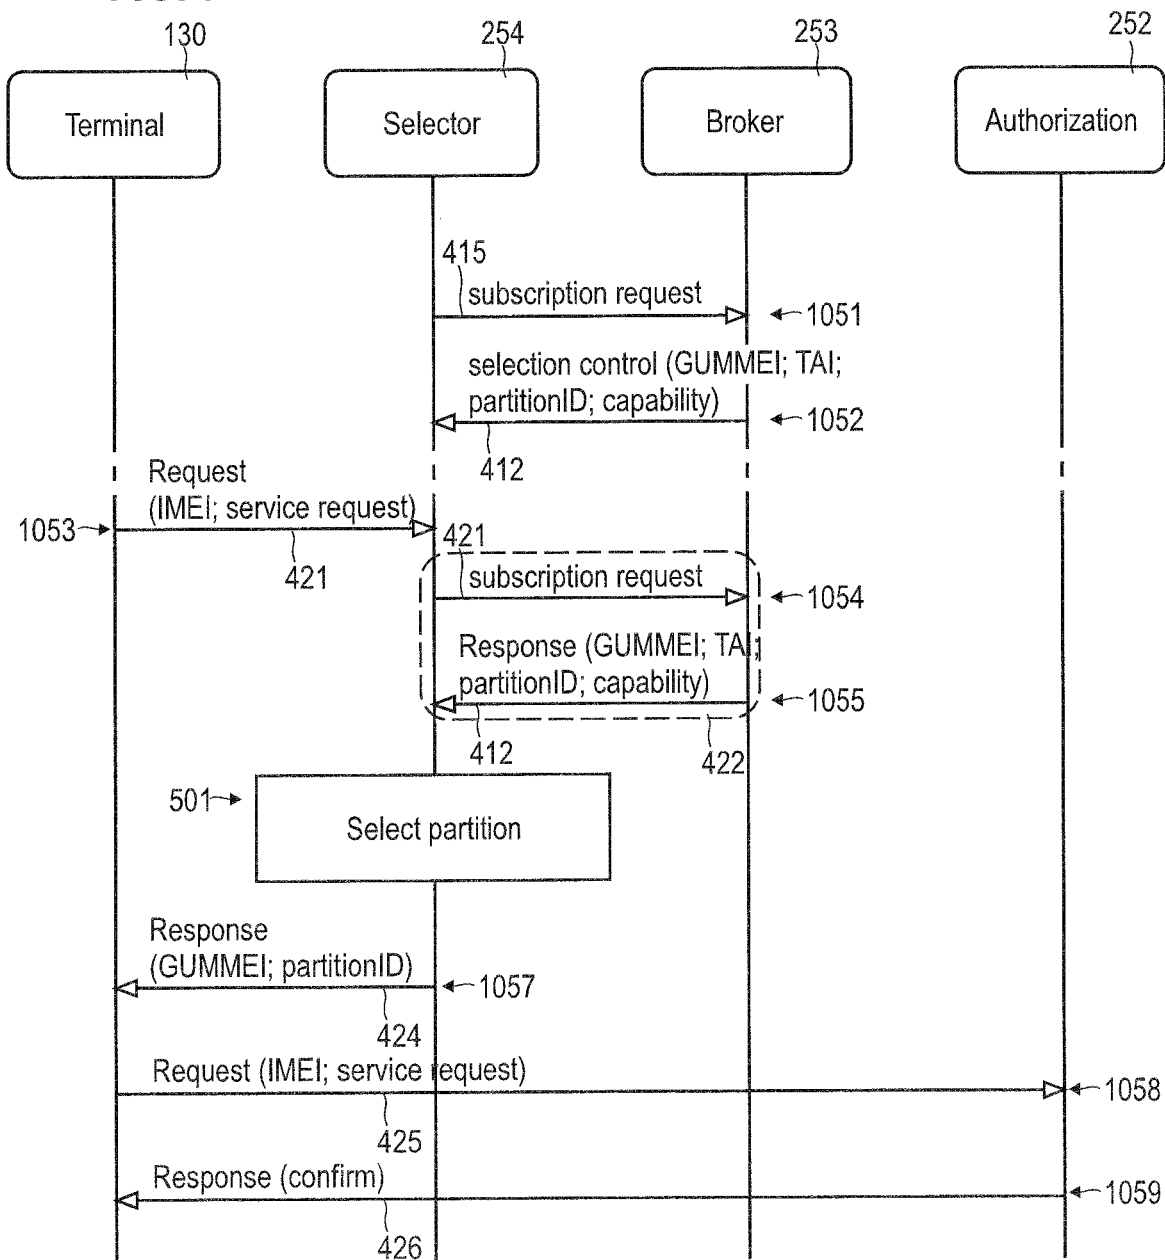 130
254
253
252
Terminal
Selector
Broker
Authorization
415
subscription request
1051
selection control (GUMMEI; TAI;
partitionID; capability)
1052
412
Request
(IMEI; service request)
1053
421
421
subscription request
1054
Response (GUMMEI; TAI;
partitionID; capability)
1055
412
422
501
Select partition
Response
(GUMMEI; partitionID)
1057
424
Request (IMEI; service request)
1058
425
Response (confirm)
1059
426